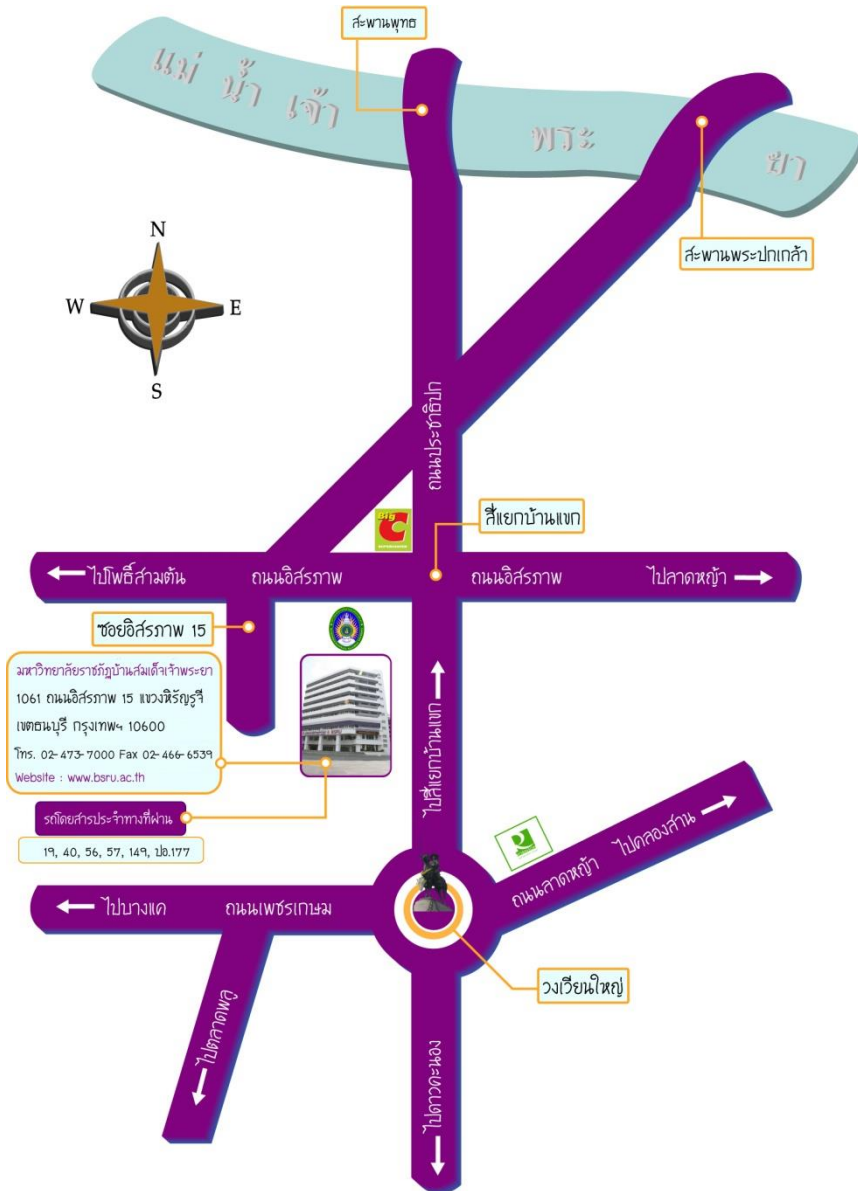 สะพานพุทธ
แม่ น้ำ เจ้า พระ ยา
สะพานพระปกเกล้า
N
W E
S
ถนนประชาธิปก
Big C
สี่แยกบ้านแขก
ไปโพธิ์สามต้น ถนนอิสรภาพ ถนนอิสรภาพ ไปลาดหญ้า
ซอยอิสรภาพ 15
มหาวิทยาลัยราชภัฏบ้านสมเด็จเจ้าพระยา
1061 ถนนอิสรภาพ 15 แขวงหิรัญรูจี
เขตธนบุรี กรุงเทพฯ 10600
โทร. 02-473-7000 Fax 02-466-6539
Website : www.bsru.ac.th
ไปสี่แยกบ้านแขก
รถโดยสารประจำทางที่ผ่าน
19, 40, 56, 57, 149, ปอ.177
ถนนลาดหญ้า ไปคลองสาน
ไปบางแค ถนนเพชรเกษม
วงเวียนใหญ่
ไปตลาดพลู
ไปดาวคะนอง